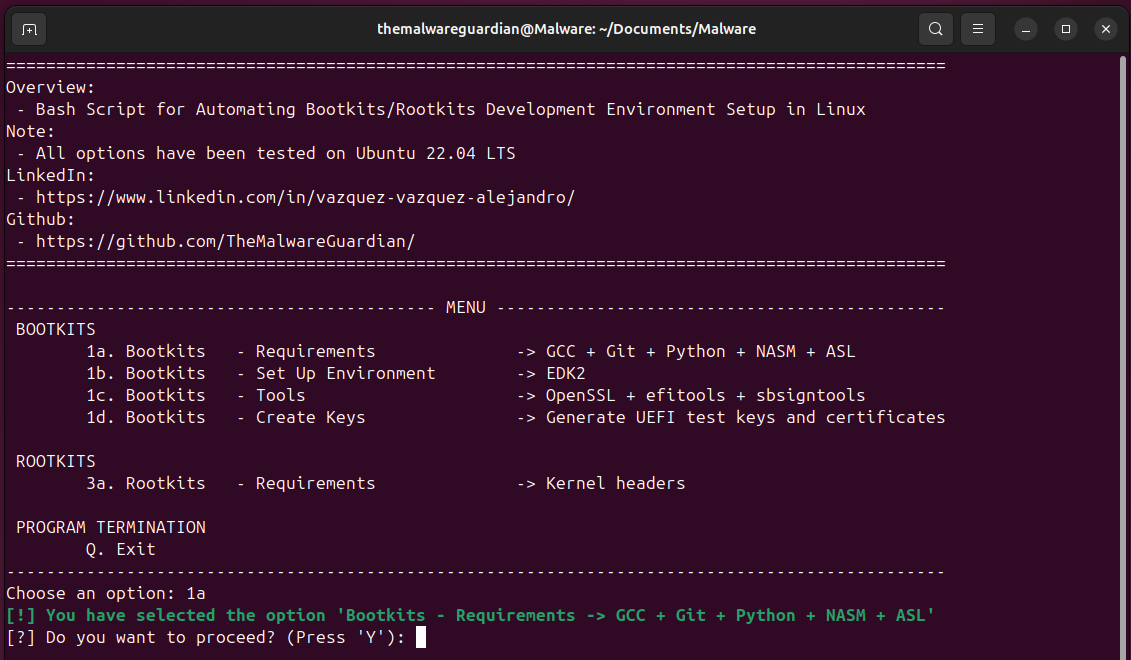 themalwareguardian@Malware: ~/Documents/Malware
==============================================================================================
Overview:
 - Bash Script for Automating Bootkits/Rootkits Development Environment Setup in Linux
Note:
 - All options have been tested on Ubuntu 22.04 LTS
LinkedIn:
 - https://www.linkedin.com/in/vazquez-vazquez-alejandro/
Github:
 - https://github.com/TheMalwareGuardian/
==============================================================================================
------------------------------------------- MENU ---------------------------------------------
 BOOTKITS
        1a. Bootkits   - Requirements              -> GCC + Git + Python + NASM + ASL
        1b. Bootkits   - Set Up Environment        -> EDK2
        1c. Bootkits   - Tools                     -> OpenSSL + efitools + sbsigntools
        1d. Bootkits   - Create Keys               -> Generate UEFI test keys and certificates
 ROOTKITS
        3a. Rootkits   - Requirements              -> Kernel headers
 PROGRAM TERMINATION
        Q. Exit
----------------------------------------------------------------------------------------------
Choose an option: 1a
[!] You have selected the option 'Bootkits - Requirements -> GCC + Git + Python + NASM + ASL'
[?] Do you want to proceed? (Press 'Y'):